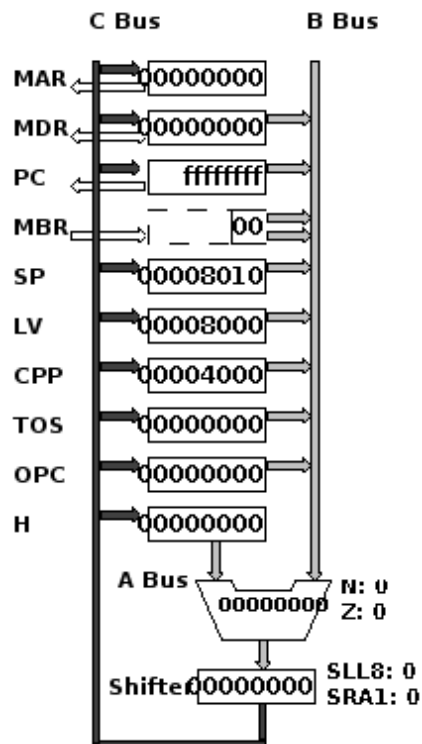 C Bus B Bus
MAR 00000000
MDR 00000000
PC ffffffff
MBR 00
SP 00008010
LV 00008000
CPP 00004000
TOS 00000000
OPC 00000000
H 00000000
A Bus 00000000 N: 0
Z: 0
Shifter 00000000 SLL8: 0
SRA1: 0